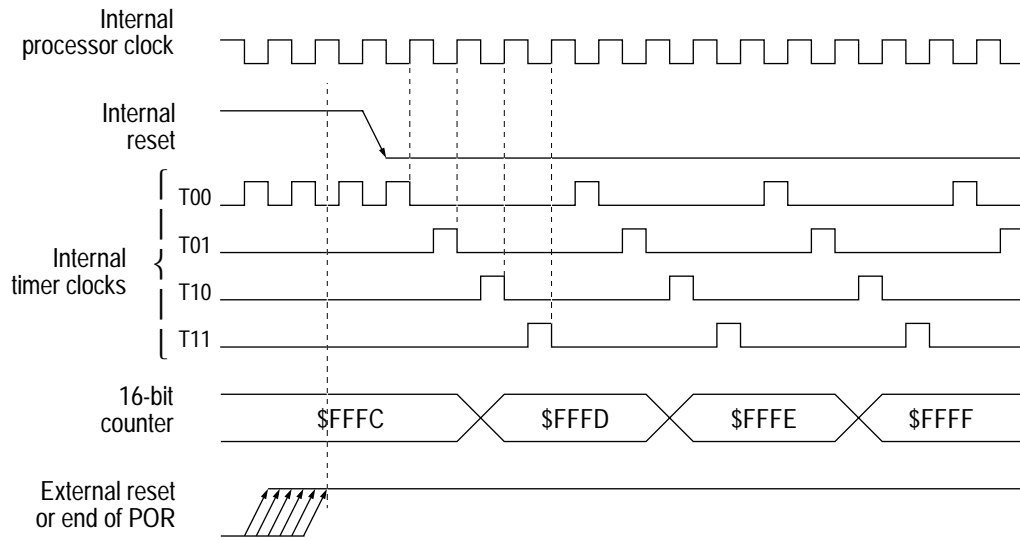 Internal
processor clock
Internal
reset
T00
T01
Internal
timer clocks
T10
T11
16-bit
counter
$FFFC
$FFFD
$FFFE
$FFFF
External reset
or end of POR